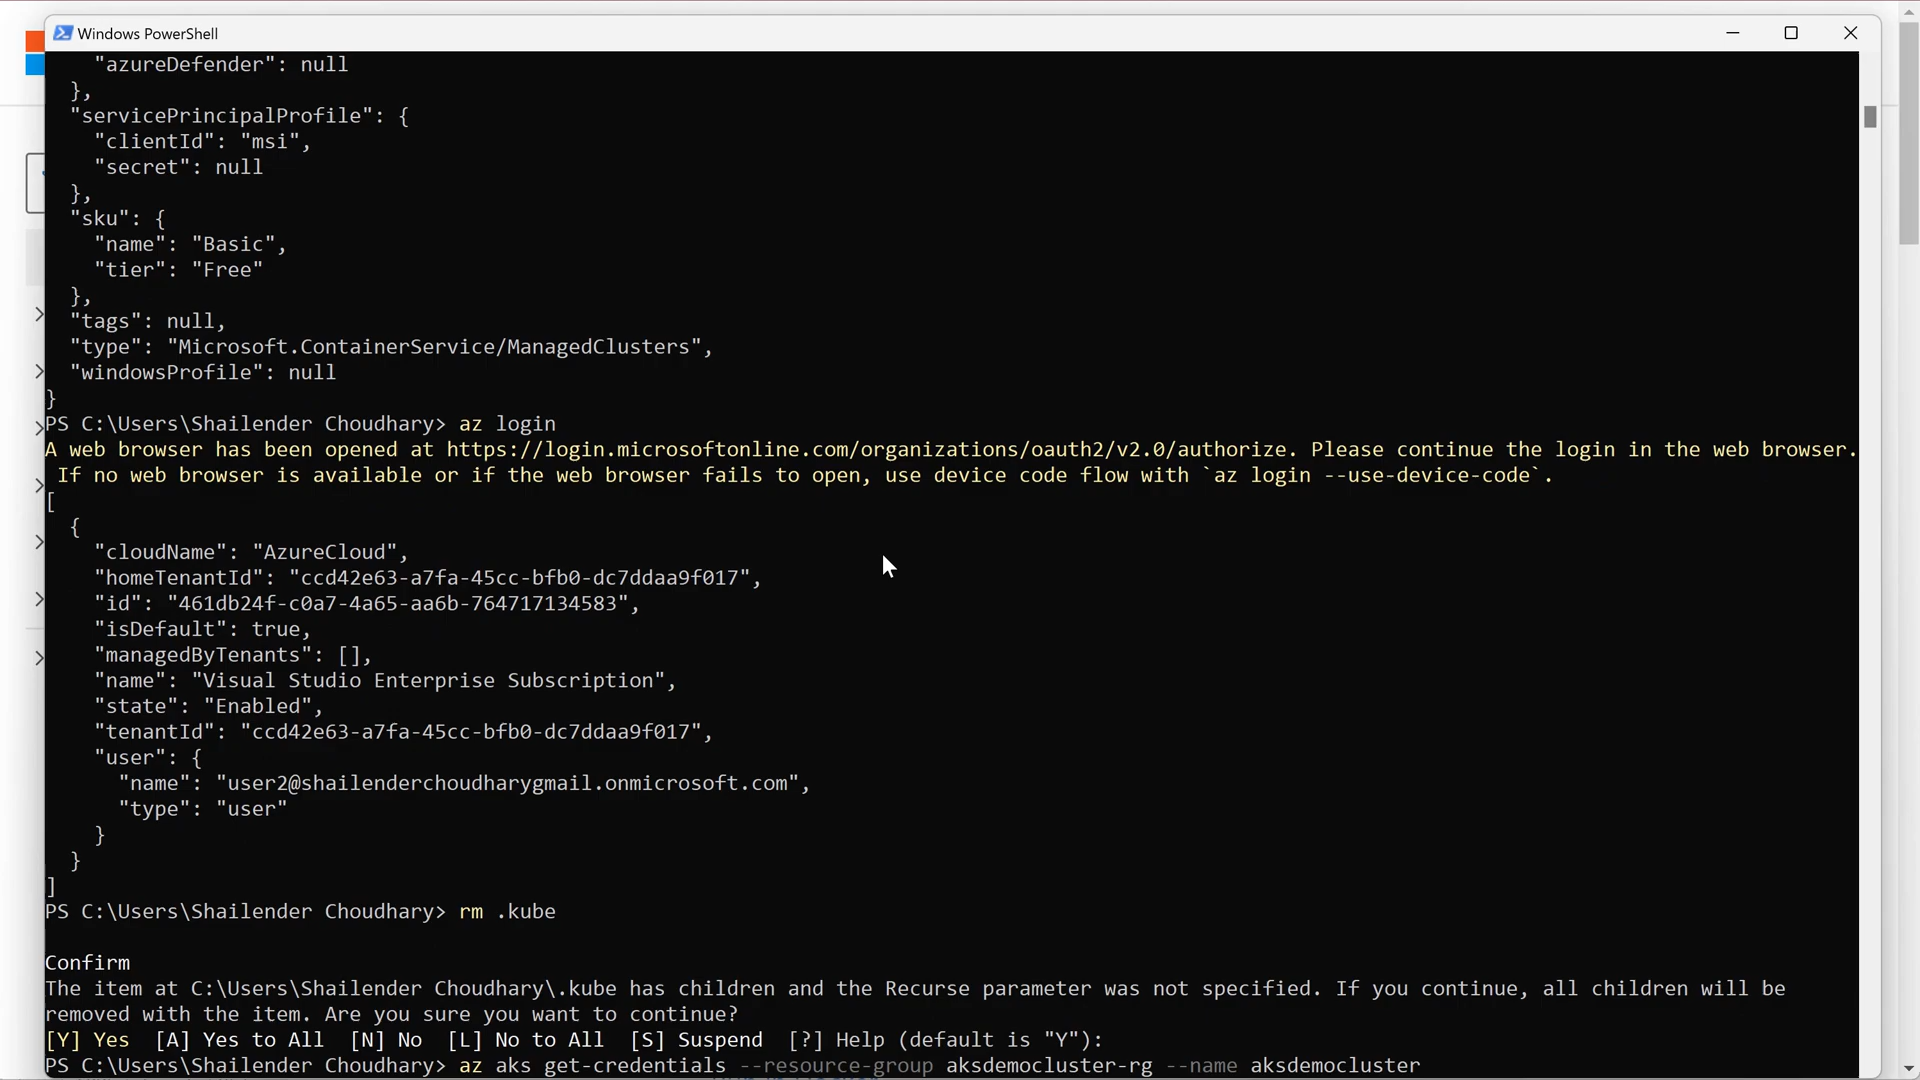 Windows PowerShell
"azureDefender": null
},
"servicePrincipalProfile": {
"clientId": "msi",
"secret": null
},
"sku": {
"name": "Basic",
"tier": "Free"
},
"tags": null,
"type": "Microsoft.ContainerService/ManagedClusters",
"windowsProfile": null
}
PS C:\Users\Shailender Choudhary> az login
A web browser has been opened at https://login.microsoftonline.com/organizations/oauth2/v2.0/authorize. Please continue the login in the web browser.
If no web browser is available or if the web browser fails to open, use device code flow with `az login --use-device-code`.
[
{
"cloudName": "AzureCloud",
"homeTenantId": "ccd42e63-a7fa-45cc-bfb0-dc7ddaa9f017",
"id": "461db24f-c0a7-4a65-aa6b-764717134583",
"isDefault": true,
"managedByTenants": [],
"name": "Visual Studio Enterprise Subscription",
"state": "Enabled",
"tenantId": "ccd42e63-a7fa-45cc-bfb0-dc7ddaa9f017",
"user": {
"name": "user2@shailenderchoudharygmail.onmicrosoft.com",
"type": "user"
}
}
]
PS C:\Users\Shailender Choudhary> rm .kube
Confirm
The item at C:\Users\Shailender Choudhary\.kube has children and the Recurse parameter was not specified. If you continue, all children will be
removed with the item. Are you sure you want to continue?
[Y] Yes  [A] Yes to All  [N] No  [L] No to All  [S] Suspend  [?] Help (default is "Y"):
PS C:\Users\Shailender Choudhary> az aks get-credentials --resource-group aksdemocluster-rg --name aksdemocluster